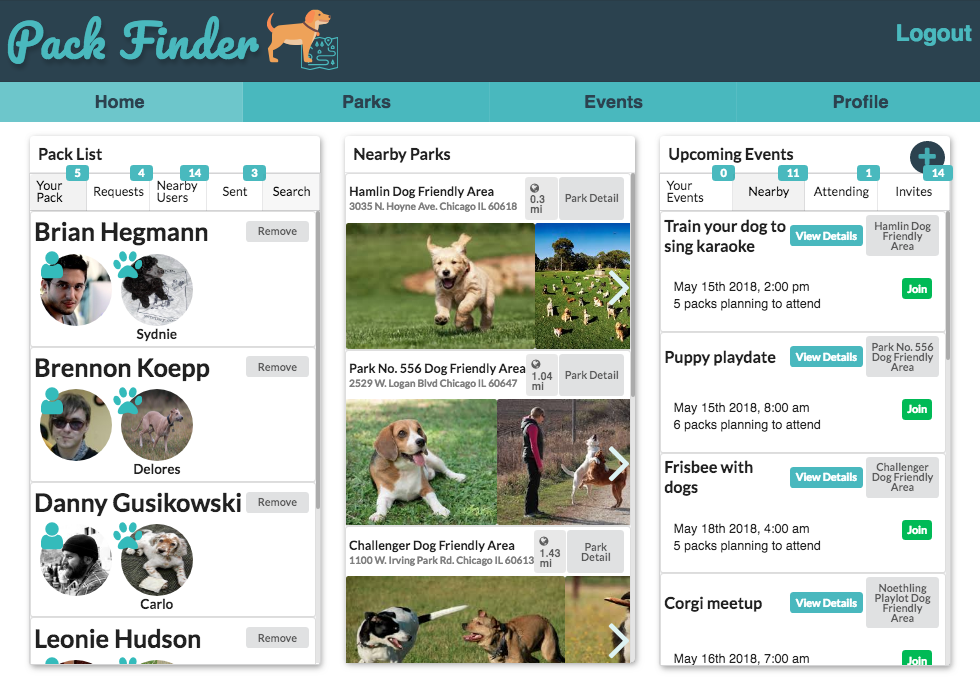 Pack Finder
Logout
Home
Parks
Events
Profile
Pack List
5
4
14
3
Your
Pack
Requests
Nearby
Users
Sent
Search
Brian Hegmann
Remove
Sydnie
Brennon Koepp
Remove
Delores
Danny Gusikowski
Remove
Carlo
Leonie Hudson
Remove
Nearby Parks
Hamlin Dog Friendly Area
3035 N. Hoyne Ave. Chicago IL 60618
0.3
mi
Park Detail
Park No. 556 Dog Friendly Area
2529 W. Logan Blvd Chicago IL 60647
1.04
mi
Park Detail
Challenger Dog Friendly Area
1100 W. Irving Park Rd. Chicago IL 60613
1.43
mi
Park
Detail
Upcoming Events
+
0
11
1
14
Your
Events
Nearby
Attending
Invites
Train your dog to
sing karaoke
View Details
Hamlin Dog
Friendly
Area
May 15th 2018, 2:00 pm
5 packs planning to attend
Join
Puppy playdate
View Details
Park No. 556
Dog Friendly
Area
May 15th 2018, 8:00 am
6 packs planning to attend
Join
Frisbee with
dogs
View Details
Challenger
Dog Friendly
Area
May 18th 2018, 4:00 am
5 packs planning to attend
Join
Corgi meetup
View Details
Noethling
Playlot Dog
Friendly
Area
May 16th 2018, 7:00 am
Join